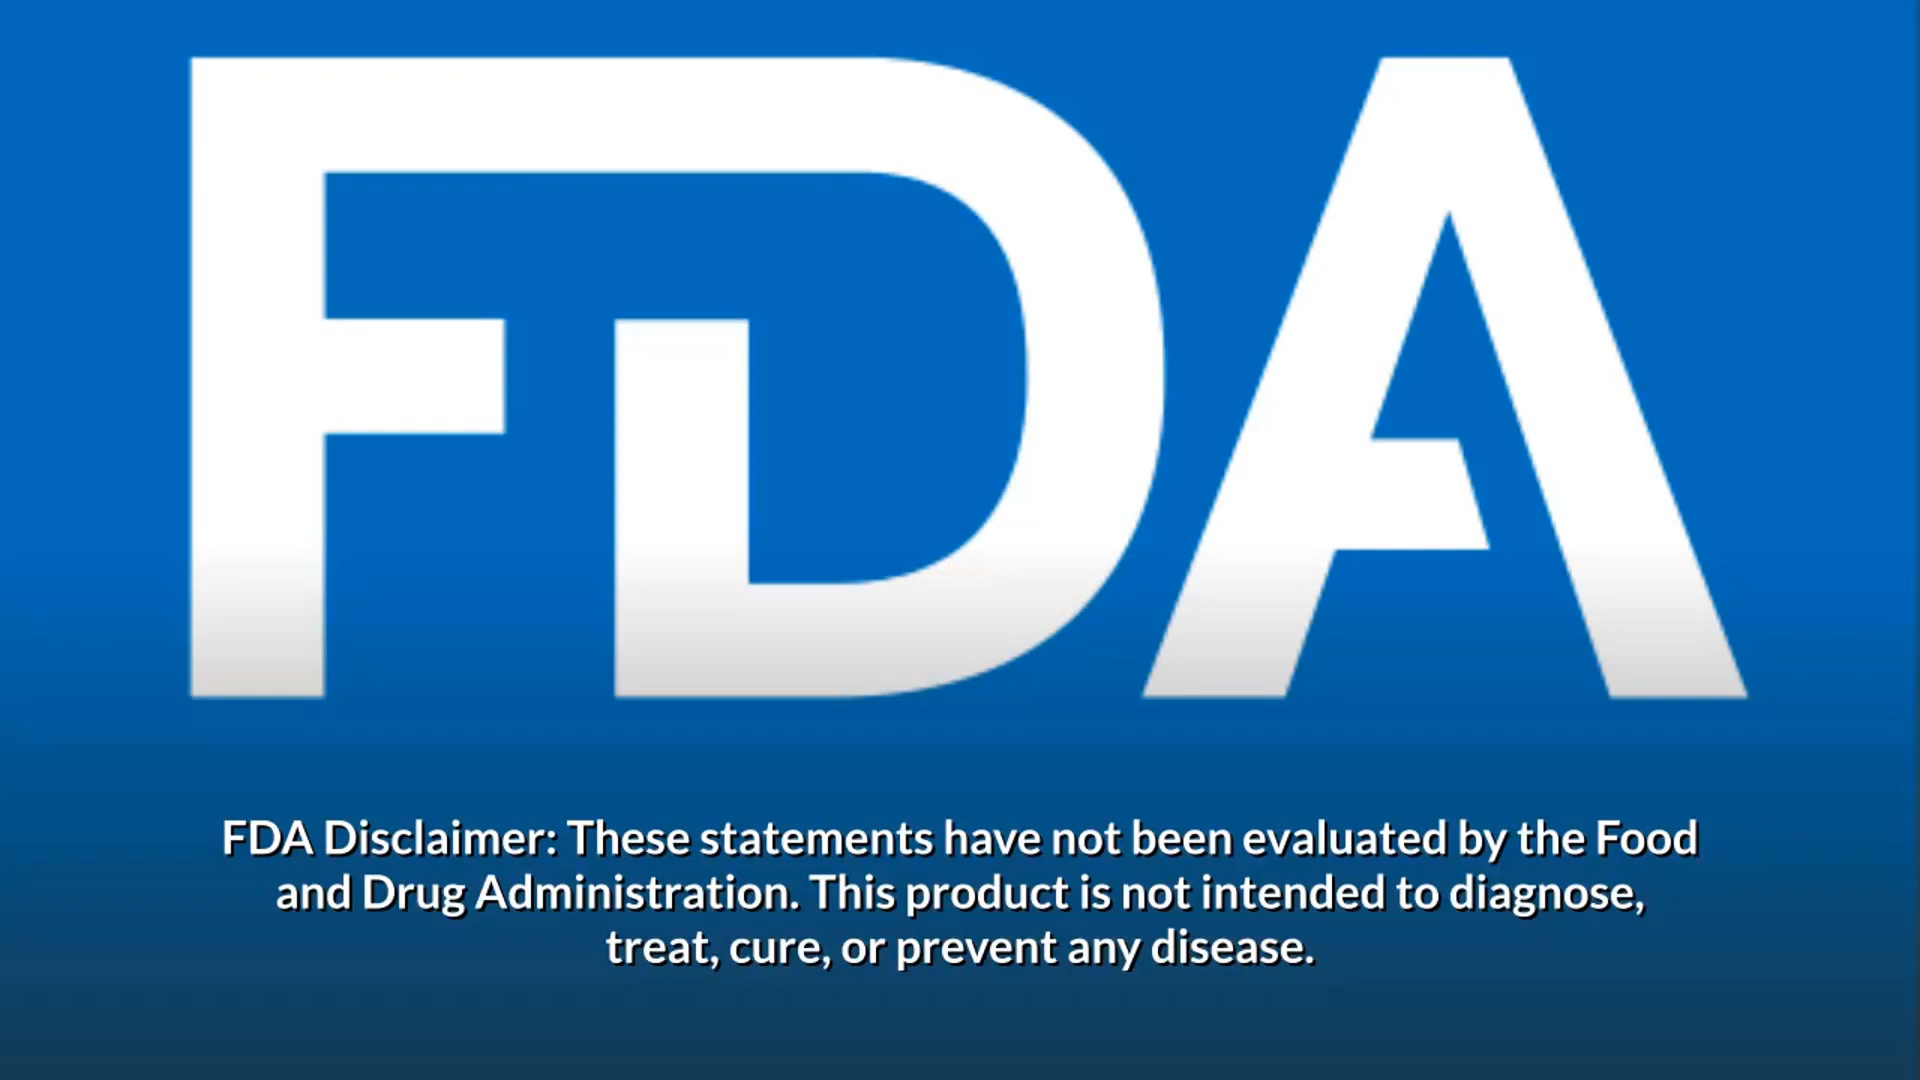 FDA
FDA Disclaimer: These statements have not been evaluated by the Food
and Drug Administration. This product is not intended to diagnose,
treat, cure, or prevent any disease.